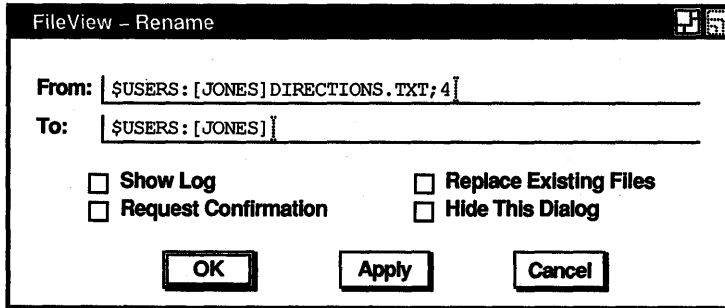 FileView – Rename
From: $USERS:[JONES]DIRECTIONS.TXT;4
To: $USERS:[JONES]
Show Log Replace Existing Files
Request Confirmation Hide This Dialog
OK Apply Cancel